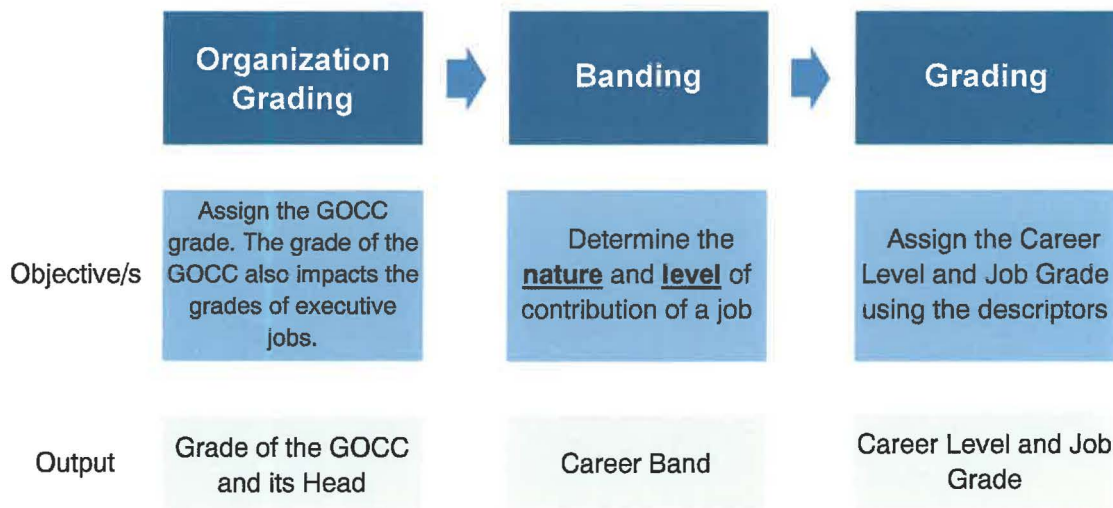 Organization
Grading
Banding
Grading
Objective/s
Assign the GOCC
grade. The grade of the
GOCC also impacts the
grades of executive
jobs.
Determine the
nature and level of
contribution of a job
Assign the Career
Level and Job Grade
using the descriptors
Output
Grade of the GOCC
and its Head
Career Band
Career Level and Job
Grade